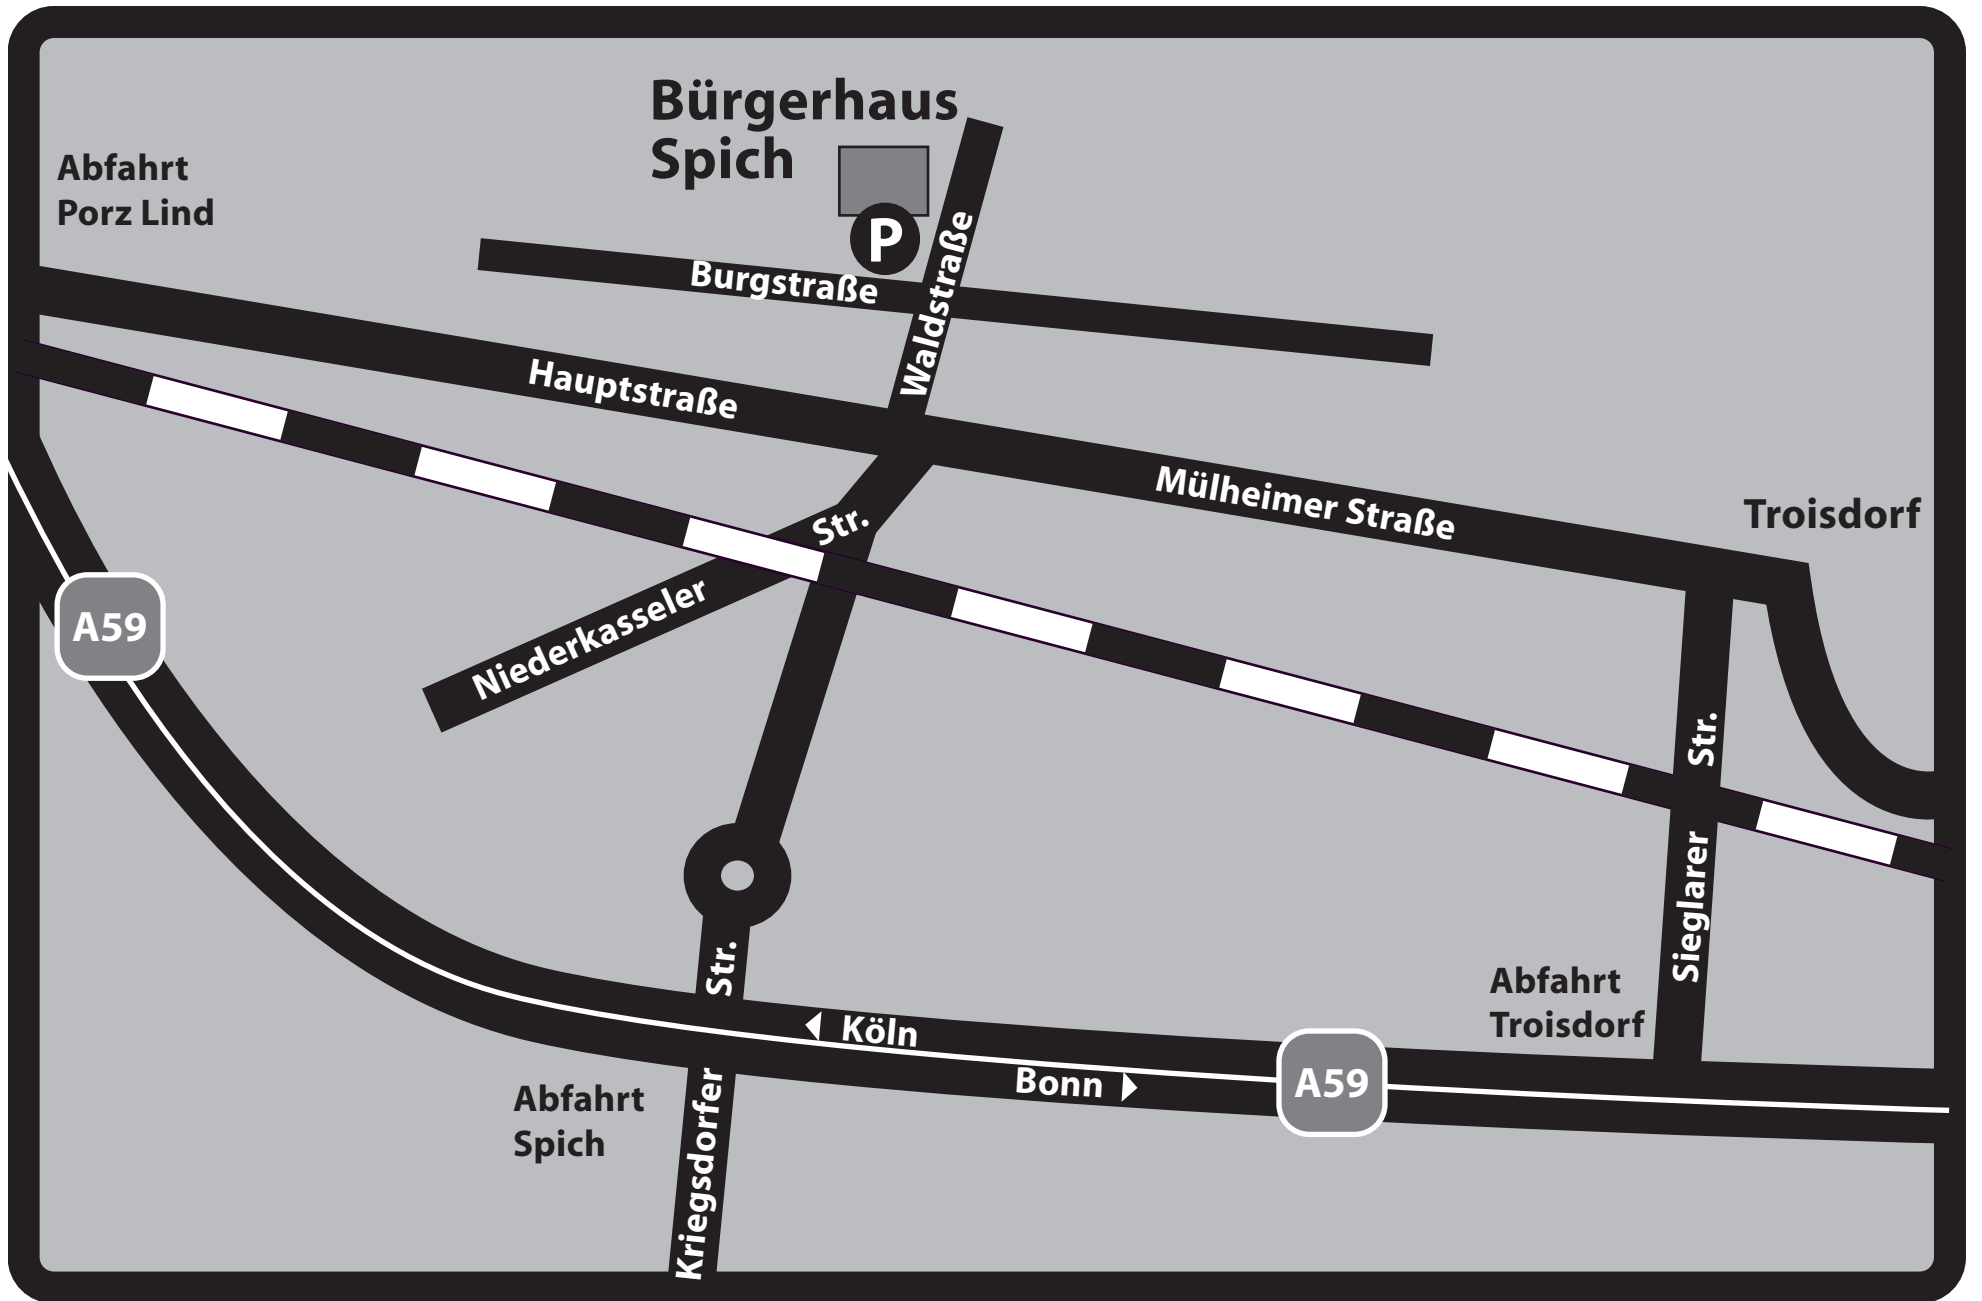 Bürgerhaus
Spich
Abfahrt
Porz Lind
P
Burgstraße
Waldstraße
Hauptstraße
Mülheimer Straße
Troisdorf
Niederkasseler Str.
A59
Sieglarer Str.
Kriegsdorfer Str.
Köln
Bonn
A59
Abfahrt
Troisdorf
Abfahrt
Spich